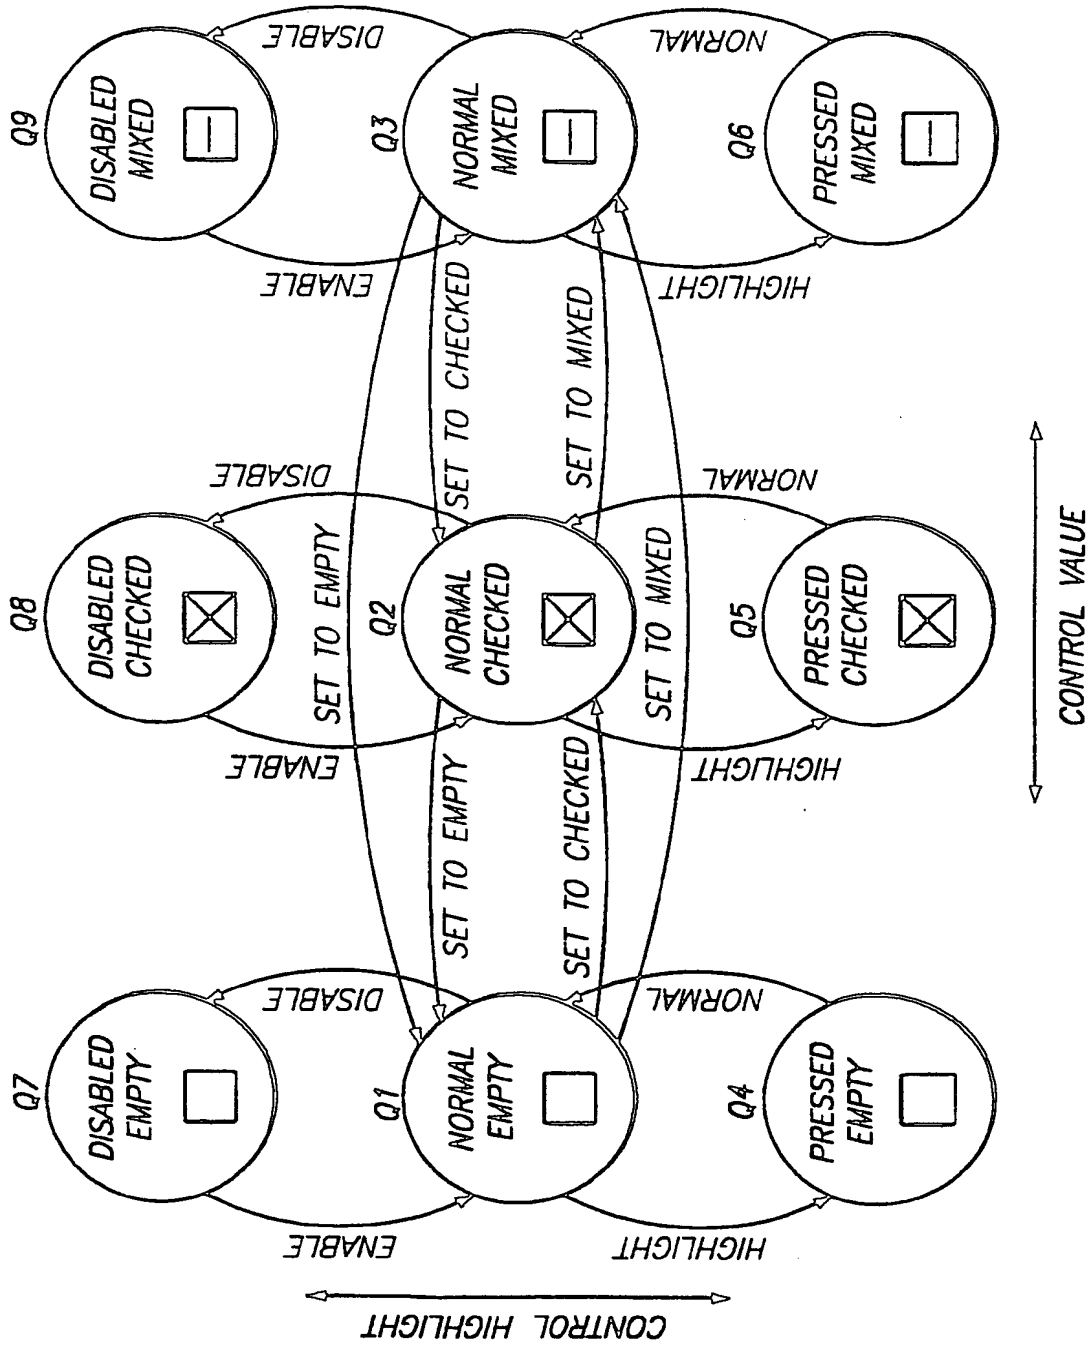 Q7
DISABLED
EMPTY
Q8
DISABLED
CHECKED
Q9
DISABLED
MIXED
ENABLE
DISABLE
ENABLE
DISABLE
ENABLE
DISABLE
SET TO EMPTY
Q1
NORMAL
EMPTY
Q2
NORMAL
CHECKED
Q3
NORMAL
MIXED
SET TO EMPTY
SET TO CHECKED
SET TO CHECKED
SET TO MIXED
SET TO MIXED
HIGHLIGHT
NORMAL
HIGHLIGHT
NORMAL
HIGHLIGHT
NORMAL
Q4
PRESSED
EMPTY
Q5
PRESSED
CHECKED
Q6
PRESSED
MIXED
CONTROL HIGHLIGHT
CONTROL VALUE